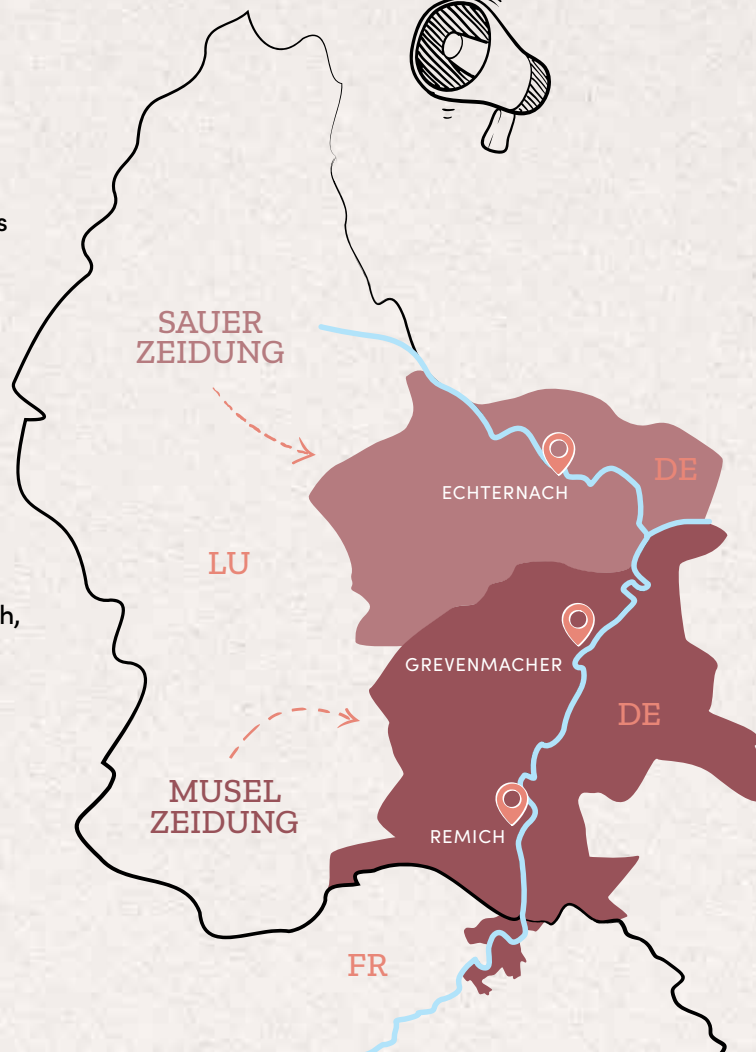 s
SAUER
ZEIDUNG
DE
ECHTERNACH
LU
h,
GREVENMACHER
DE
MUSEL
ZEIDUNG
REMICH
FR